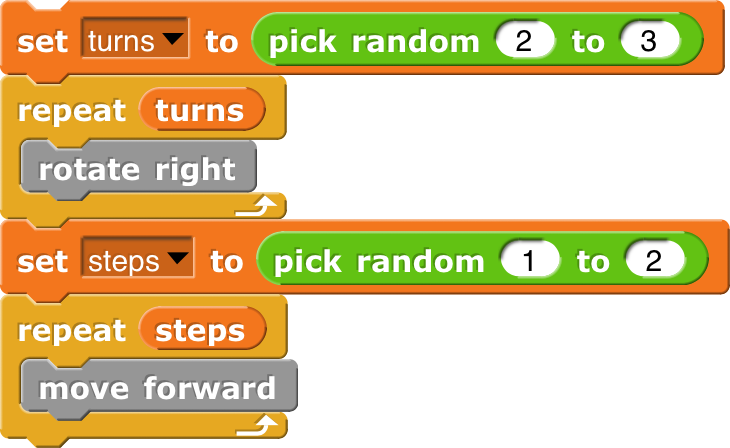 set turns to pick random 2 to 3
repeat turns
rotate right
set steps to pick random 1 to 2
repeat steps
move forward